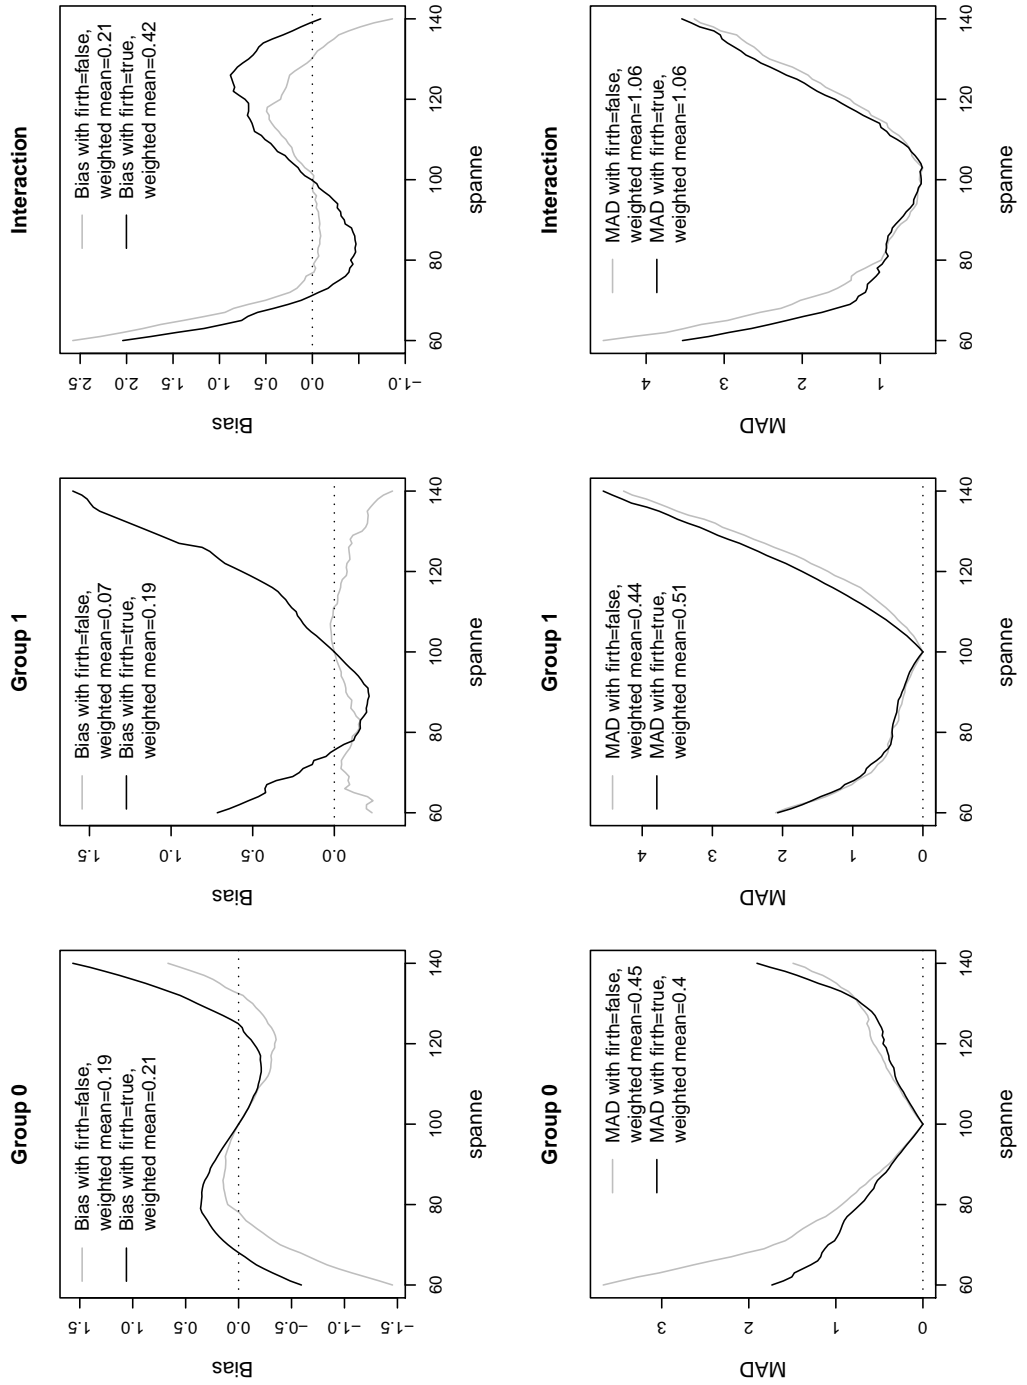 Group 0
Bias with firth=false,
weighted mean=0.19
Bias with firth=true,
weighted mean=0.21
Bias
1.5
1.0
0.5
0.0
−0.5
−1.0
−1.5
60 80 100 120 140
spanne
Group 1
Bias with firth=false,
weighted mean=0.07
Bias with firth=true,
weighted mean=0.19
Bias
1.5
1.0
0.5
0.0
60 80 100 120 140
spanne
Interaction
Bias with firth=false,
weighted mean=0.21
Bias with firth=true,
weighted mean=0.42
Bias
2.5
2.0
1.5
1.0
0.5
0.0
−1.0
60 80 100 120 140
spanne
Group 0
MAD with firth=false,
weighted mean=0.45
MAD with firth=true,
weighted mean=0.4
MAD
3
2
1
0
60 80 100 120 140
spanne
Group 1
MAD with firth=false,
weighted mean=0.44
MAD with firth=true,
weighted mean=0.51
MAD
4
3
2
1
0
60 80 100 120 140
spanne
Interaction
MAD with firth=false,
weighted mean=1.06
MAD with firth=true,
weighted mean=1.06
MAD
4
3
2
1
60 80 100 120 140
spanne